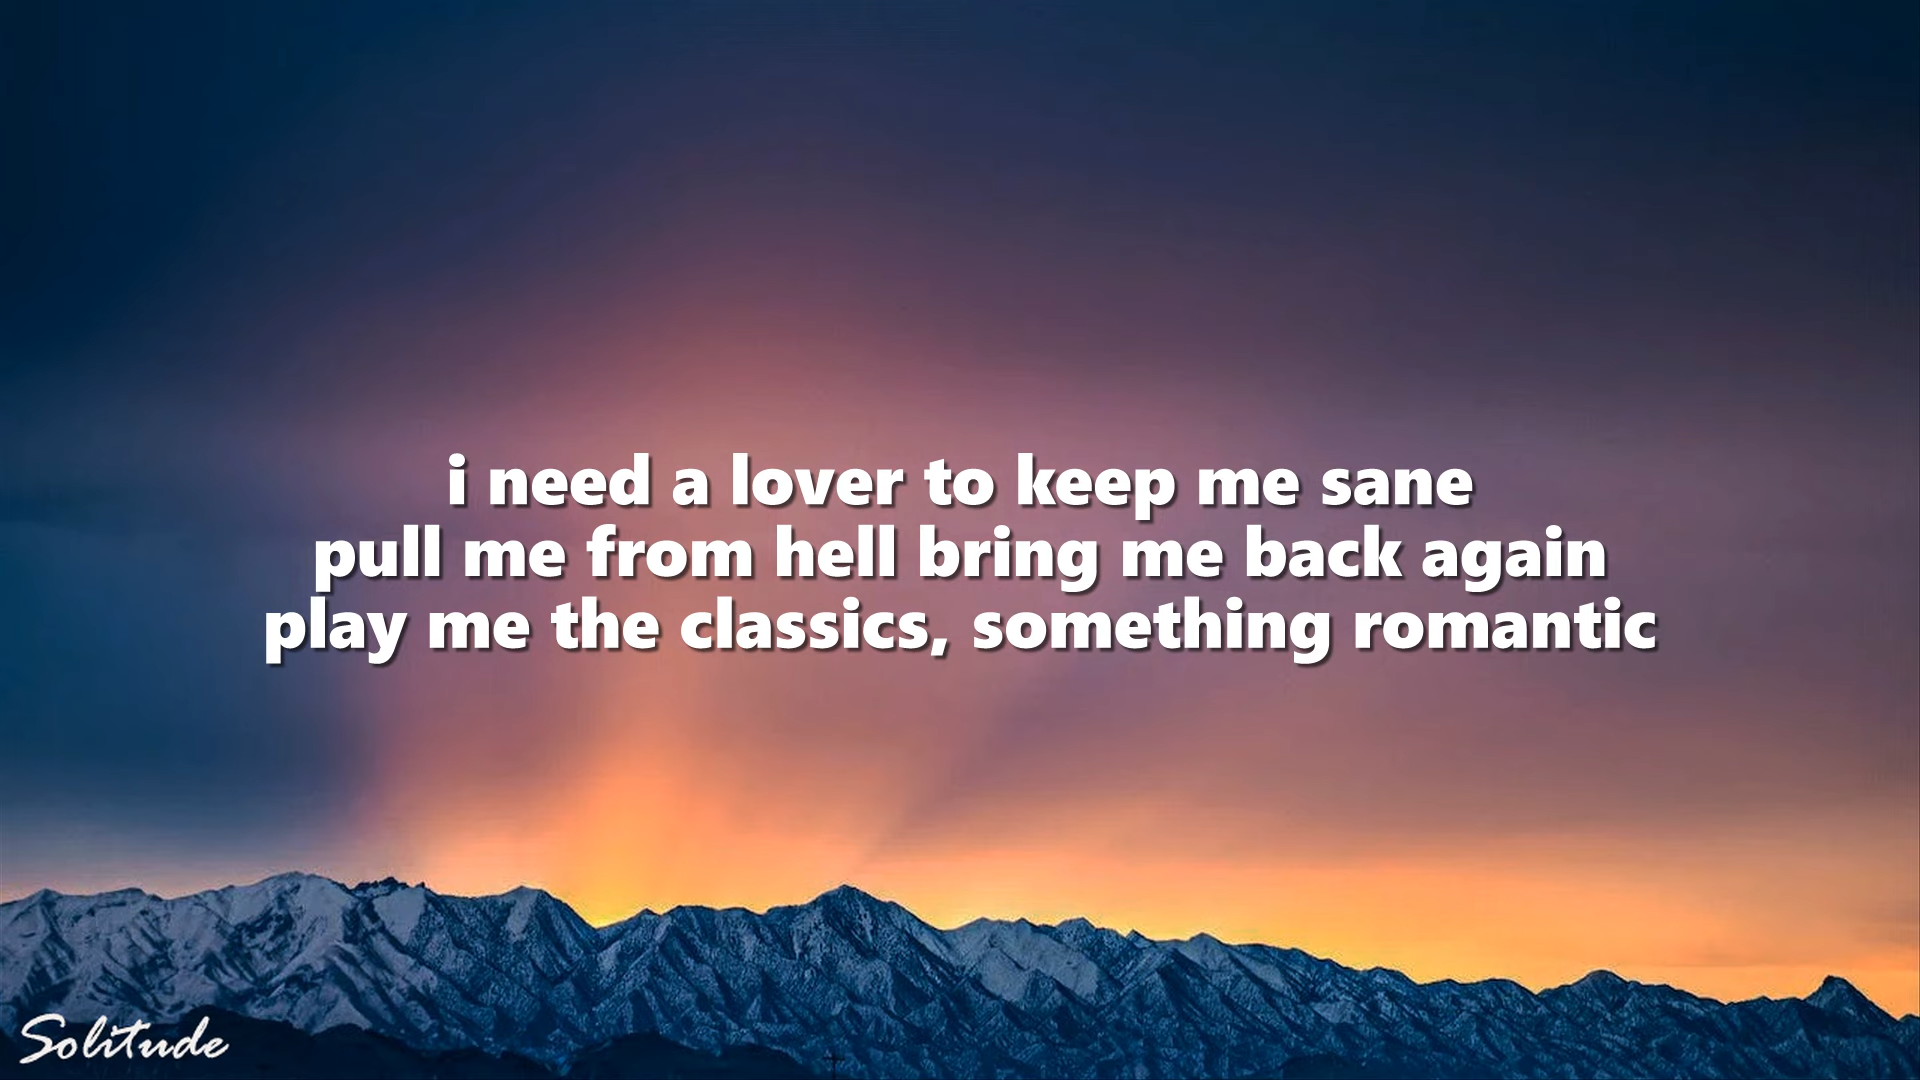 i need a lover to keep me sane
pull me from hell bring me back again
play me the classics, something romantic
Solitude